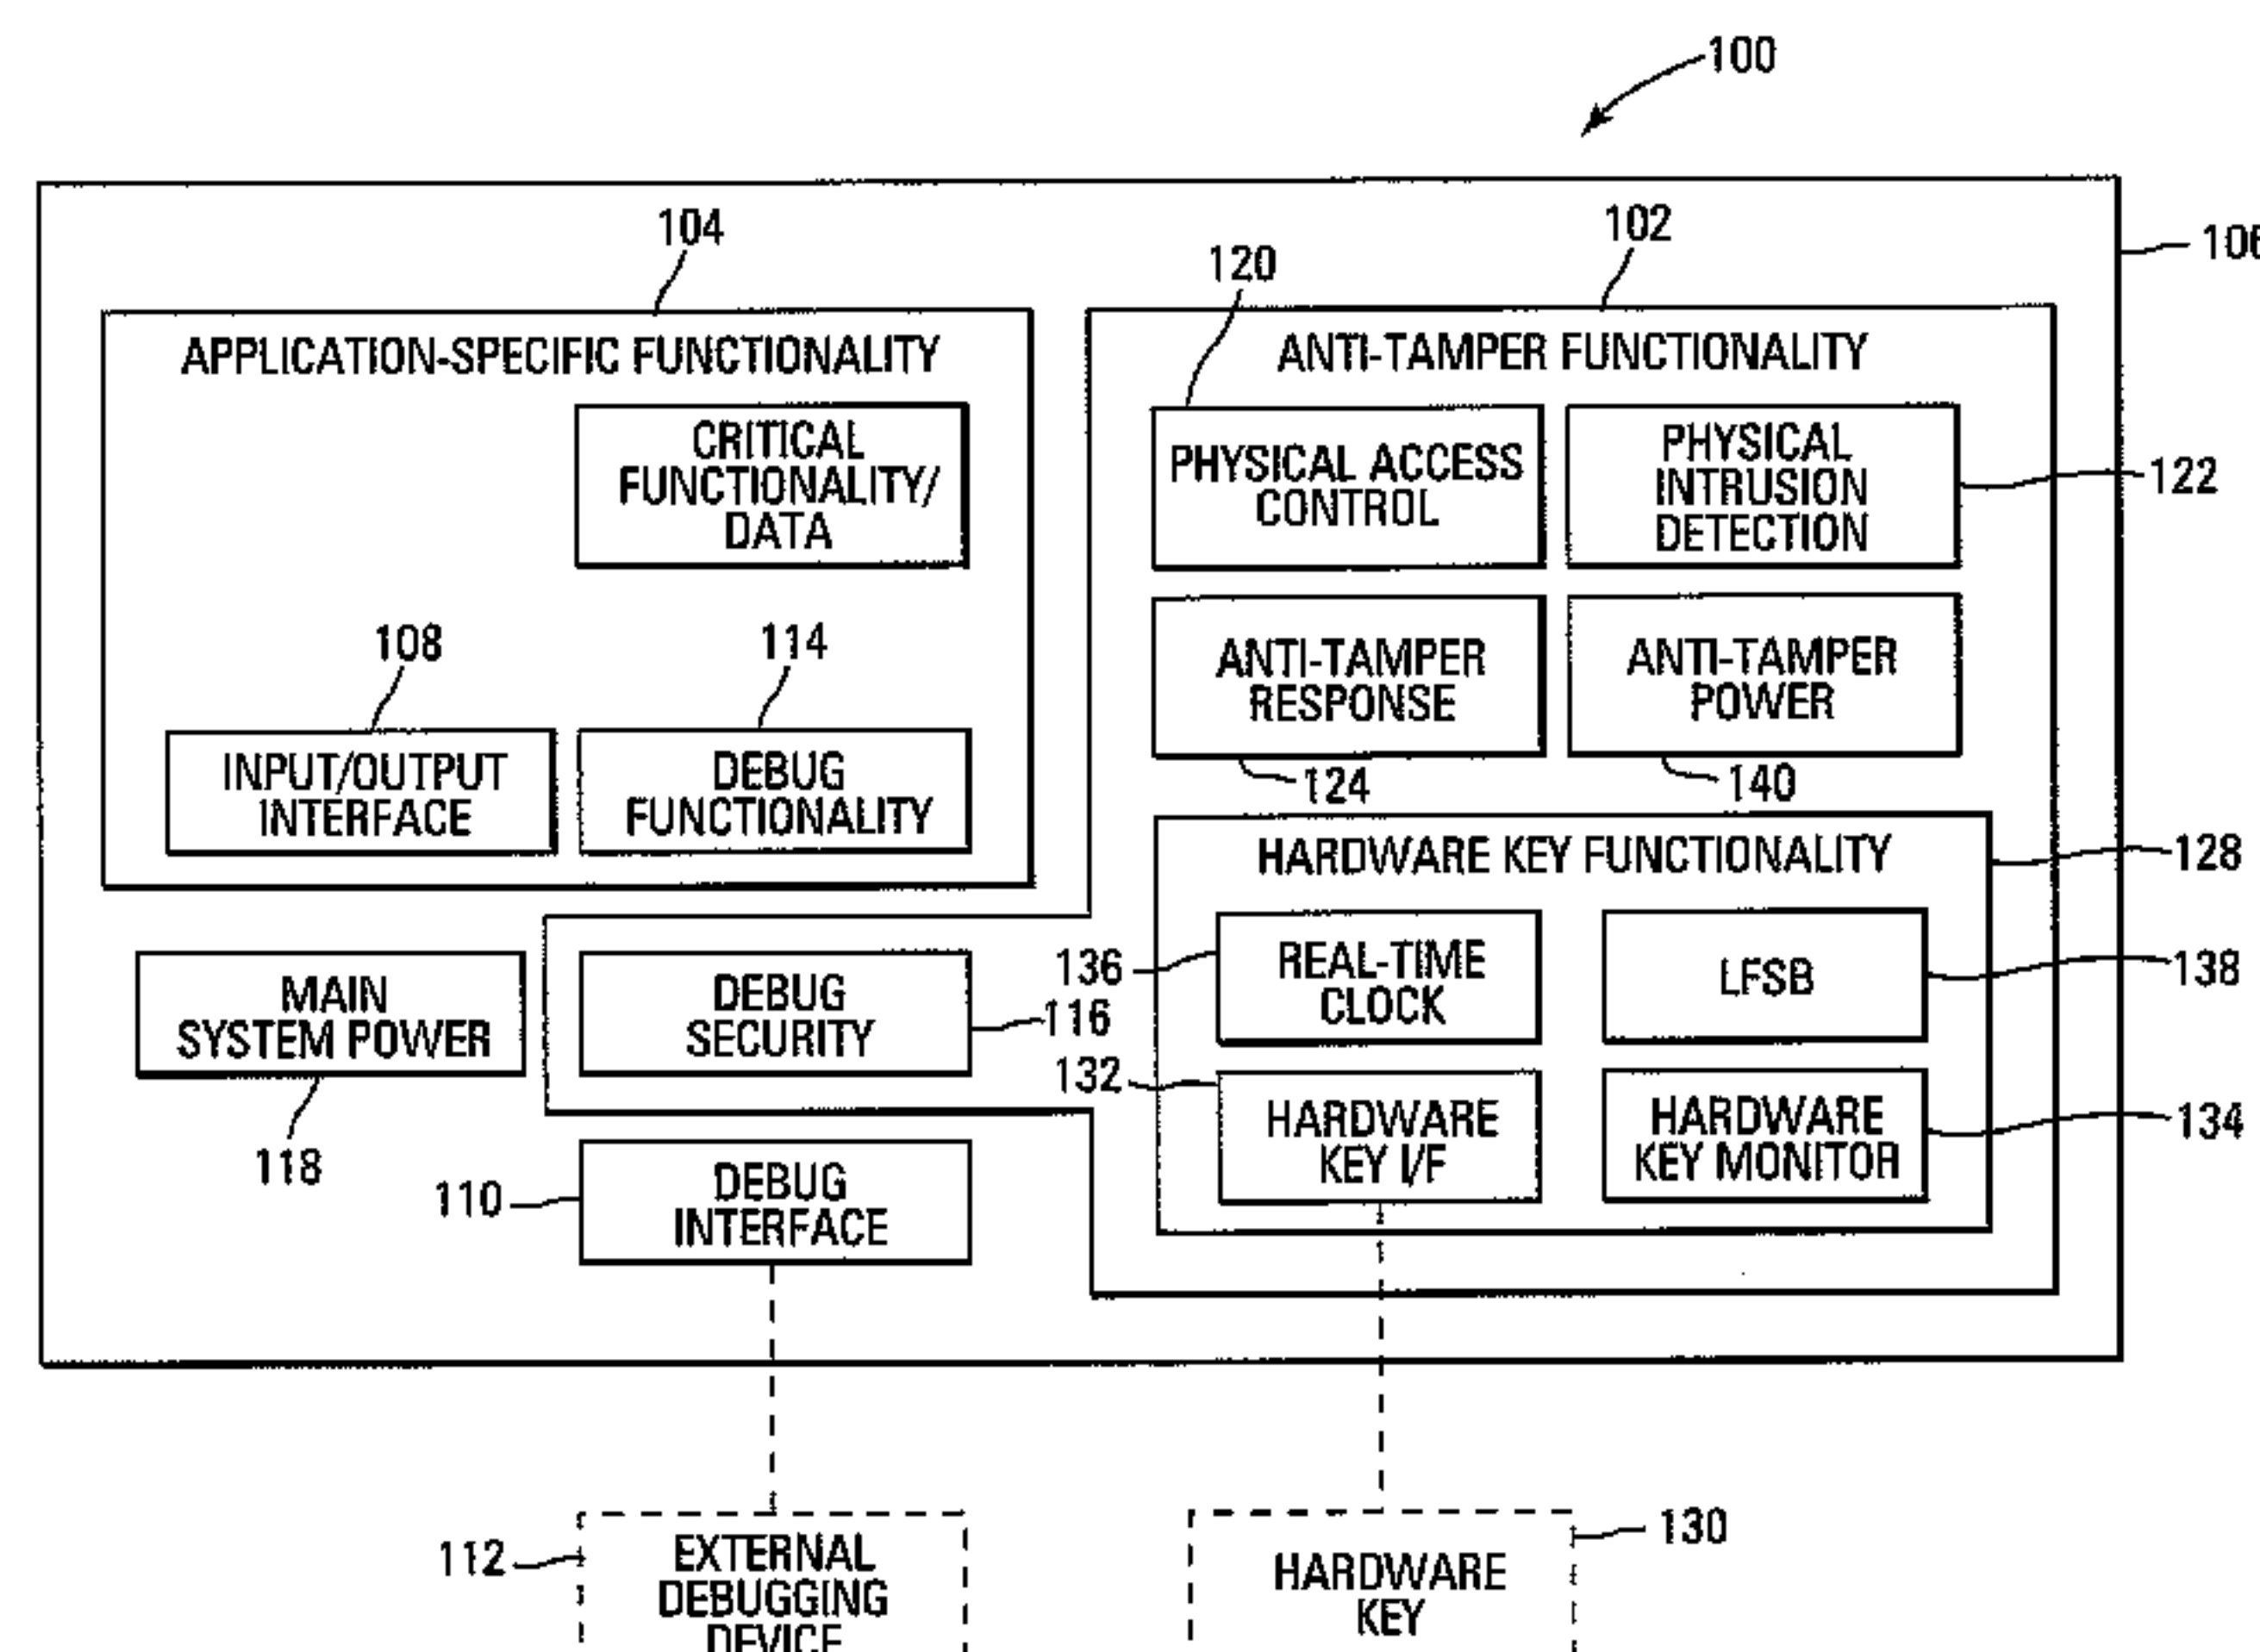 100
104
102
106
120
APPLICATION-SPECIFIC FUNCTIONALITY
ANTI-TAMPER FUNCTIONALITY
CRITICAL
FUNCTIONALITY/
DATA
PHYSICAL ACCESS
CONTROL
PHYSICAL
INTRUSION
DETECTION
122
108
114
ANTI-TAMPER
RESPONSE
ANTI-TAMPER
POWER
INPUT/OUTPUT
INTERFACE
DEBUG
FUNCTIONALITY
124
140
HARDWARE KEY FUNCTIONALITY
128
MAIN
SYSTEM POWER
DEBUG
SECURITY
116
136
REAL-TIME
CLOCK
LFSB
138
118
132
HARDWARE
KEY I/F
HARDWARE
KEY MONITOR
134
110
DEBUG
INTERFACE
112
EXTERNAL
DEBUGGING
DEVICE
HARDWARE
KEY
130